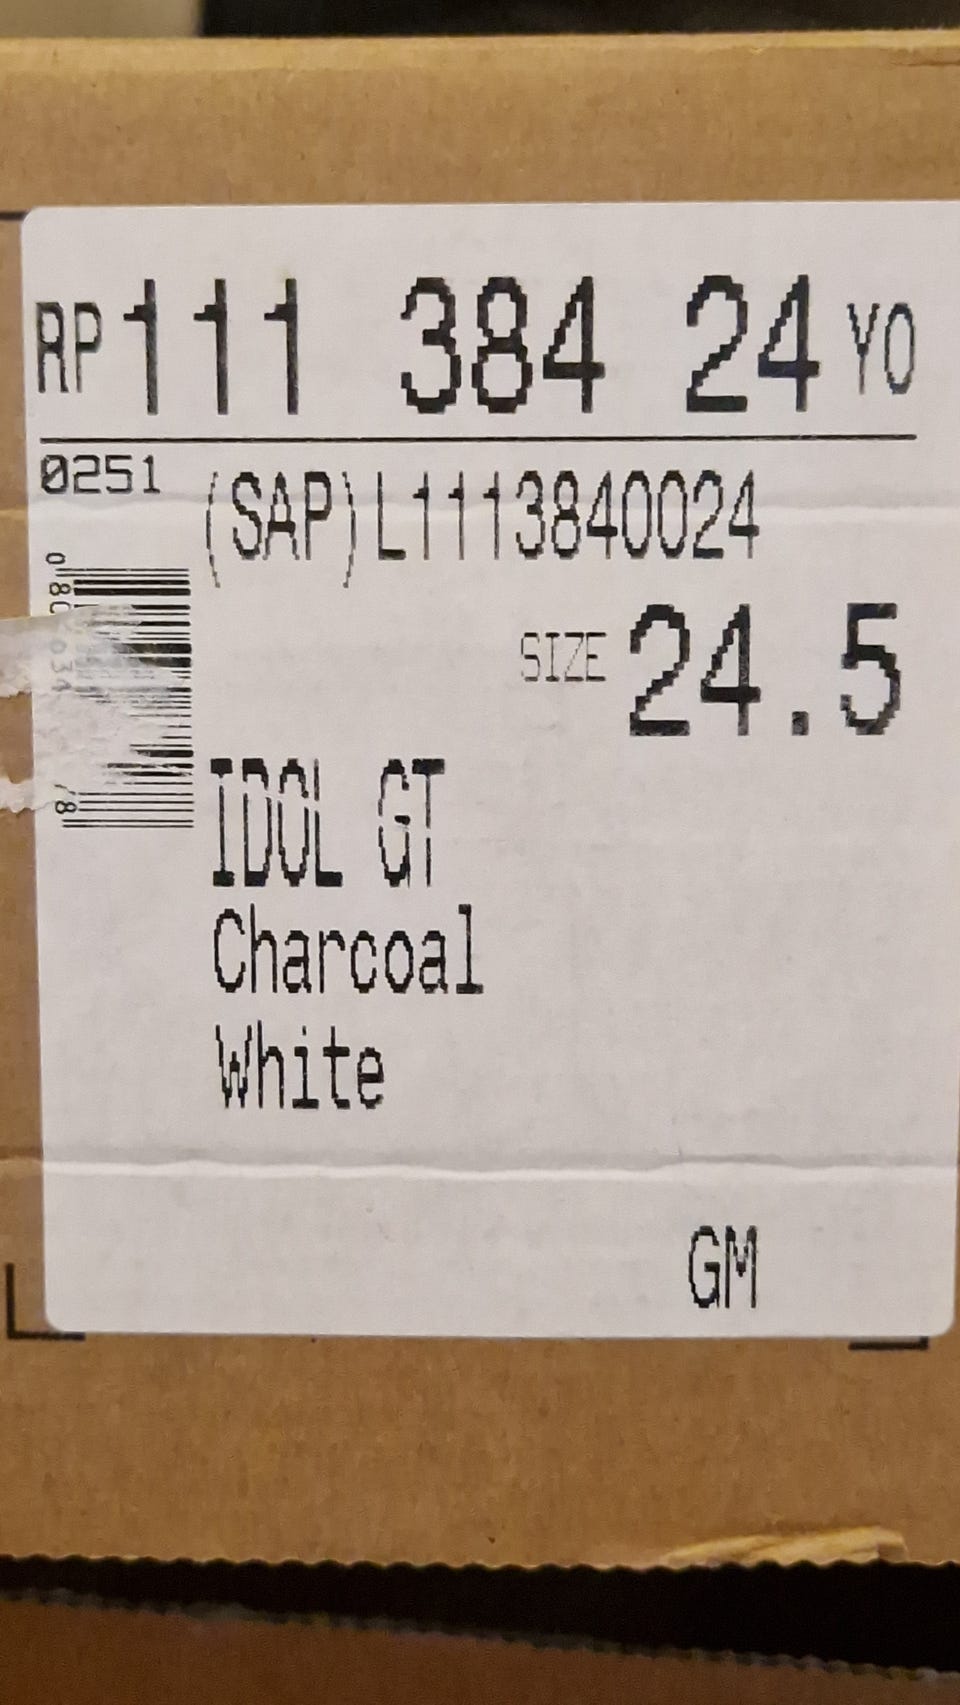 RP 111 384 24 YO
0251
(SAP)L1113840024
SIZE 24.5
IDOL GT
Charcoal
White
GM